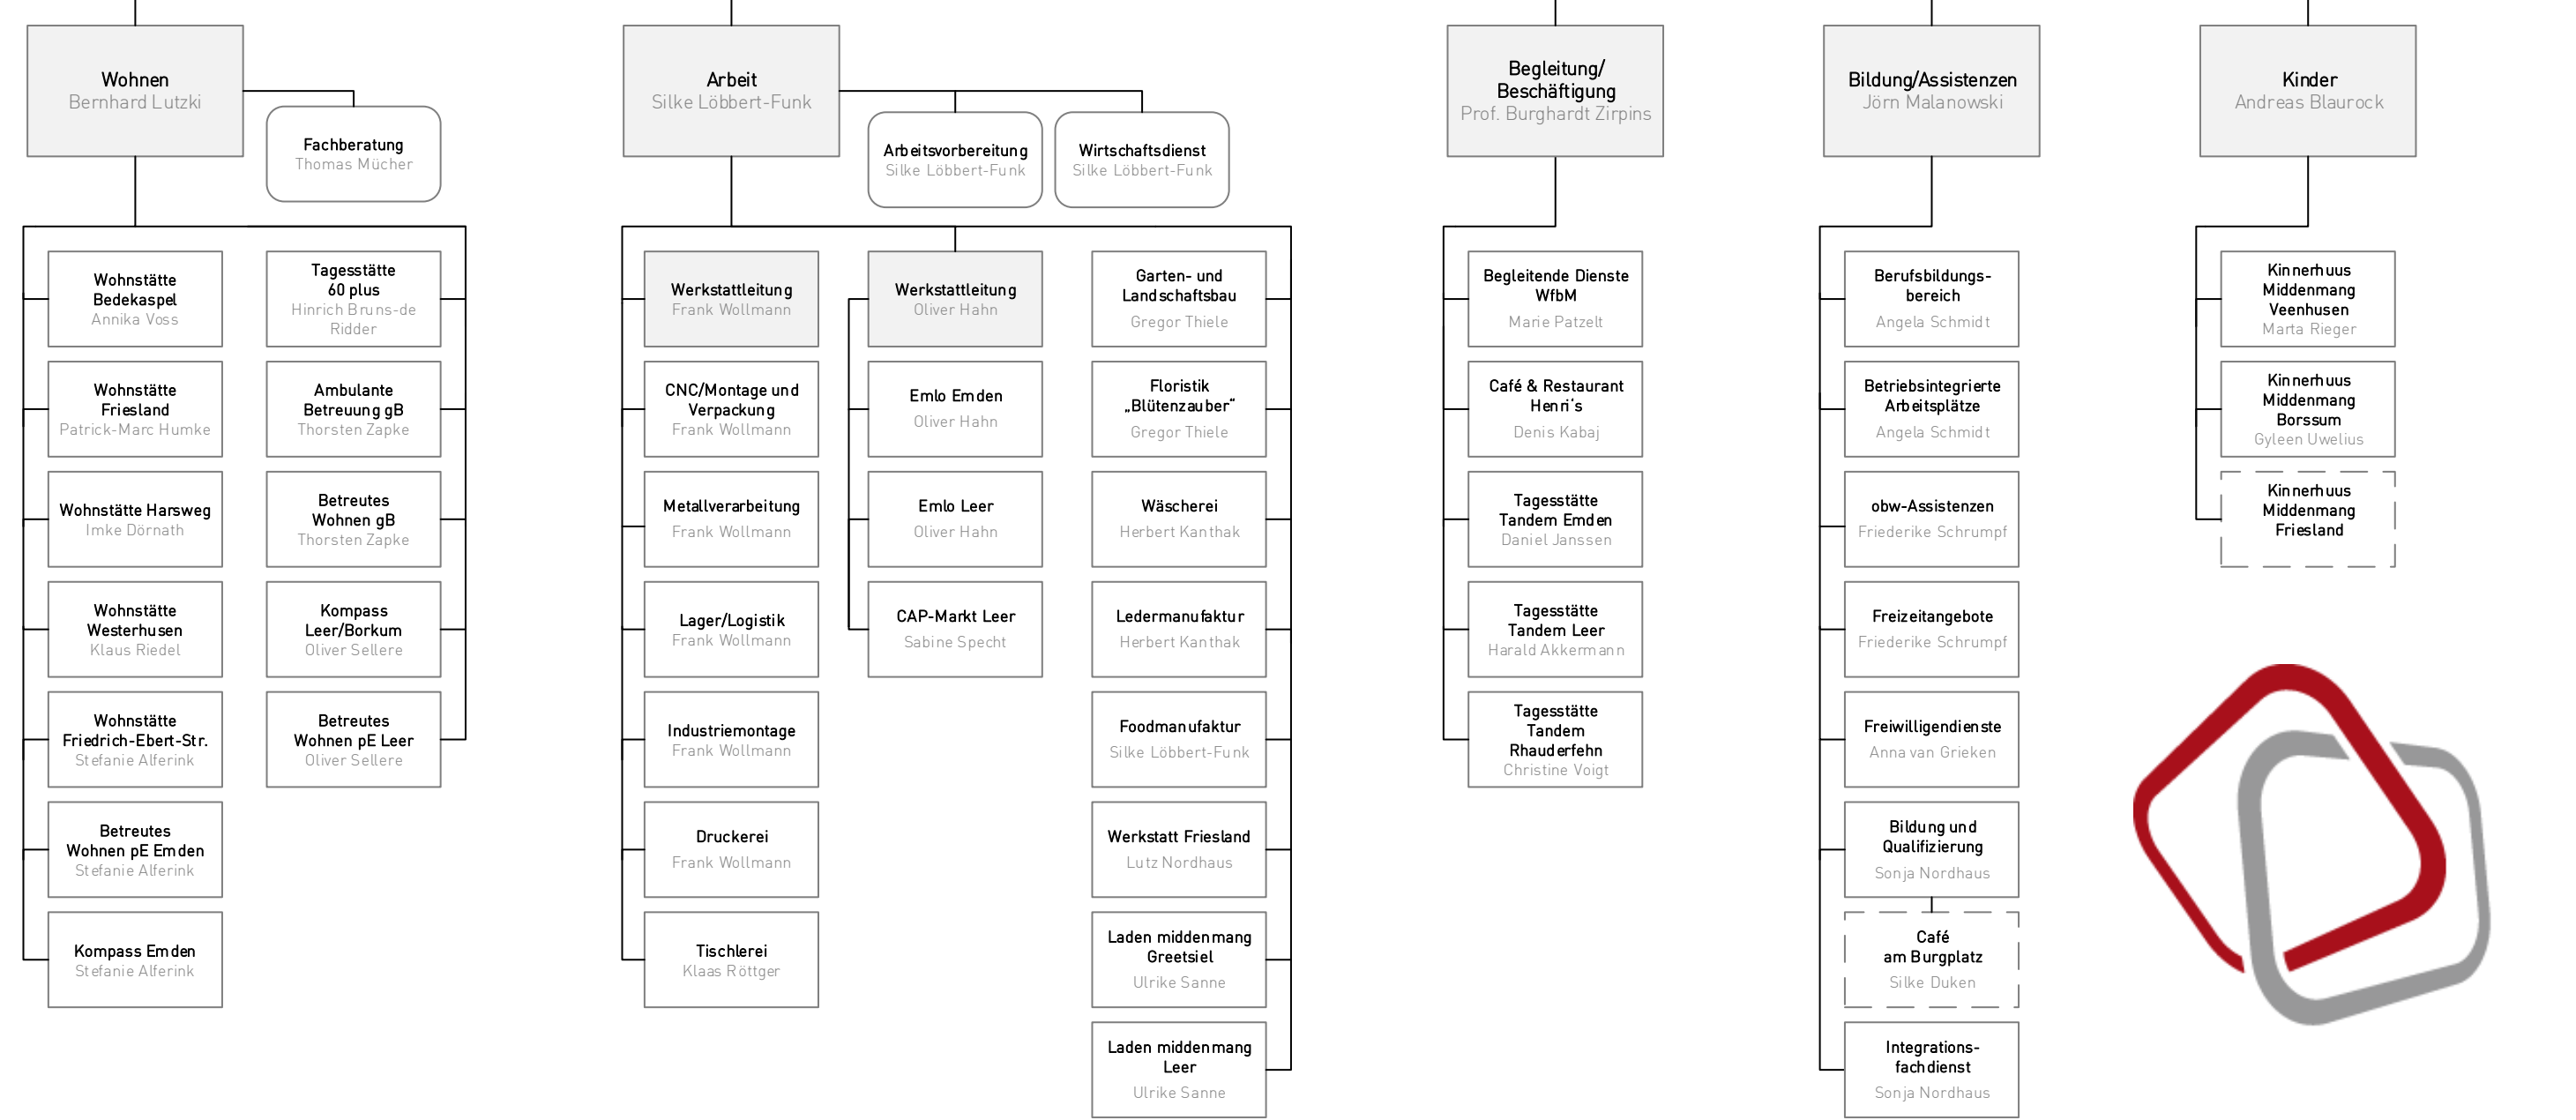 Wohnen
Bernhard Lutzki
Fachberatung
Thomas Mücher
Wohnstätte
Bedekaspel
Annika Voss
Wohnstätte
Friesland
Patrick-Marc Humke
Wohnstätte Harsweg
Imke Dörnath
Wohnstätte
Westerhusen
Klaus Riedel
Wohnstätte
Friedrich-Ebert-Str.
Stefanie Alferink
Betreutes
Wohnen pE Emden
Stefanie Alferink
Kompass Emden
Stefanie Alferink
Tagesstätte
60 plus
Hinrich Bruns-de
Ridder
Ambulante
Betreuung gB
Thorsten Zapke
Betreutes
Wohnen gB
Thorsten Zapke
Kompass
Leer/Borkum
Oliver Sellere
Betreutes
Wohnen pE Leer
Oliver Sellere
Arbeit
Silke Löbbert-Funk
Arbeitsvorbereitung
Silke Löbbert-Funk
Wirtschaftsdienst
Silke Löbbert-Funk
Werkstattleitung
Frank Wollmann
CNC/Montage und
Verpackung
Frank Wollmann
Metallverarbeitung
Frank Wollmann
Lager/Logistik
Frank Wollmann
Industriemontage
Frank Wollmann
Druckerei
Frank Wollmann
Tischlerei
Klaas Röttger
Werkstattleitung
Oliver Hahn
Emlo Emden
Oliver Hahn
Emlo Leer
Oliver Hahn
CAP-Markt Leer
Sabine Specht
Garten- und
Landschaftsbau
Gregor Thiele
Floristik
„Blütenzauber“
Gregor Thiele
Wäscherei
Herbert Kanthak
Ledermanufaktur
Herbert Kanthak
Foodmanufaktur
Silke Löbbert-Funk
Werkstatt Friesland
Lutz Nordhaus
Laden middenmang
Greetsiel
Ulrike Sanne
Laden middenmang
Leer
Ulrike Sanne
Begleitung/
Beschäftigung
Prof. Burghardt Zirpins
Begleitende Dienste
WfbM
Marie Patzelt
Café & Restaurant
Henri's
Denis Kabaj
Tagesstätte
Tandem Emden
Daniel Janssen
Tagesstätte
Tandem Leer
Harald Akkermann
Tagesstätte
Tandem
Rhauderfehn
Christine Voigt
Bildung/Assistenzen
Jörn Malanowski
Berufsbildungs-
bereich
Angela Schmidt
Betriebsintegrierte
Arbeitsplätze
Angela Schmidt
obw-Assistenzen
Friederike Schrumpf
Freizeitangebote
Friederike Schrumpf
Freiwilligendienste
Anna van Grieken
Bildung und
Qualifizierung
Sonja Nordhaus
Café
am Burgplatz
Silke Duken
Integrations-
fachdienst
Sonja Nordhaus
Kinder
Andreas Blaurock
Kinnerhuus
Middenmang
Veenhusen
Marta Rieger
Kinnerhuus
Middenmang
Borssum
Gyleen Uwelius
Kinnerhuus
Middenmang
Friesland